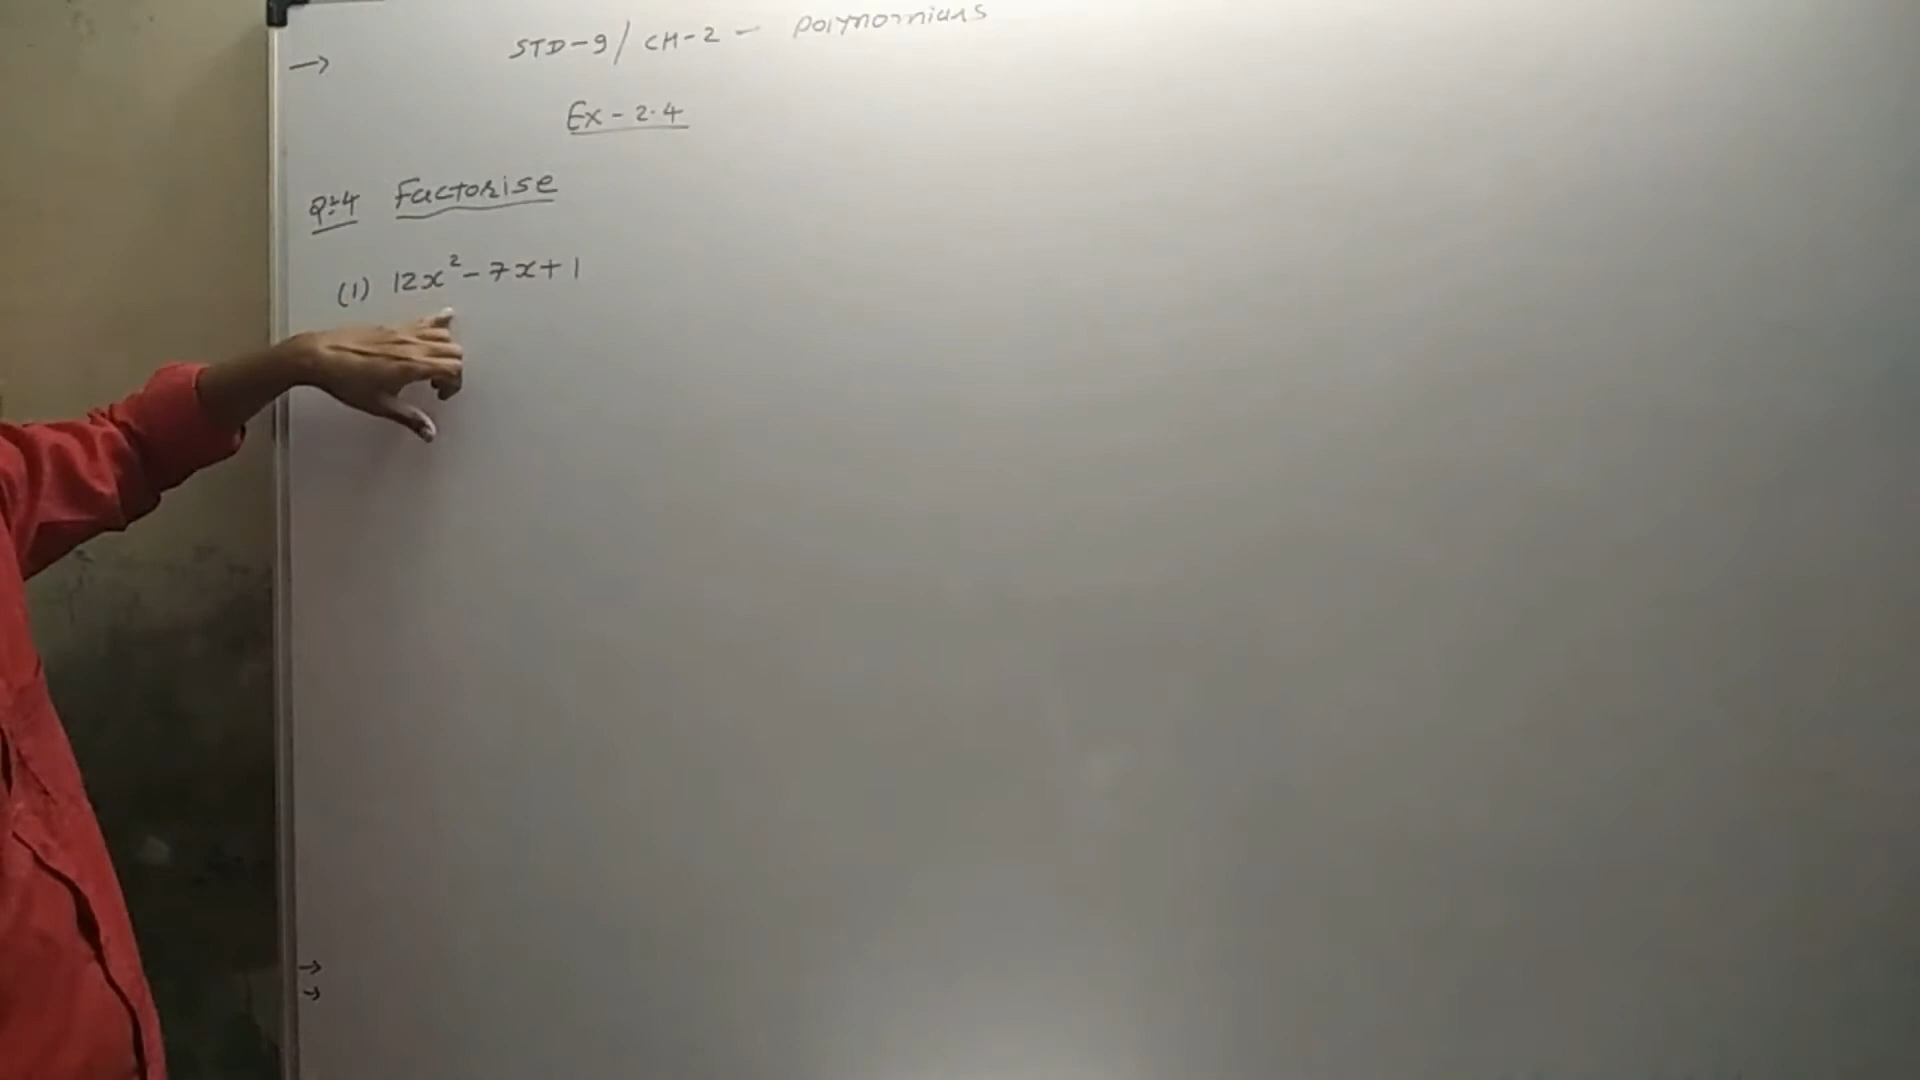 → STD-9 / CH-2 - Polynomials
Ex - 2.4
Q:4 Factorise
(1) 12x² - 7x + 1
→
→